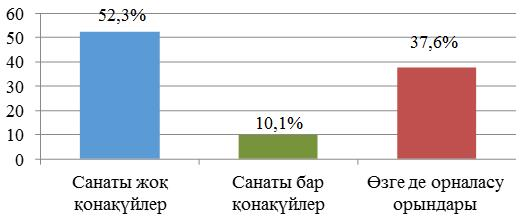 60
50
40
30
20
10
0
52,3%
10,1%
37,6%
Санаты жоқ
қонақүйлер
Санаты бар
қонақүйлер
Өзге де орналасу
орындары